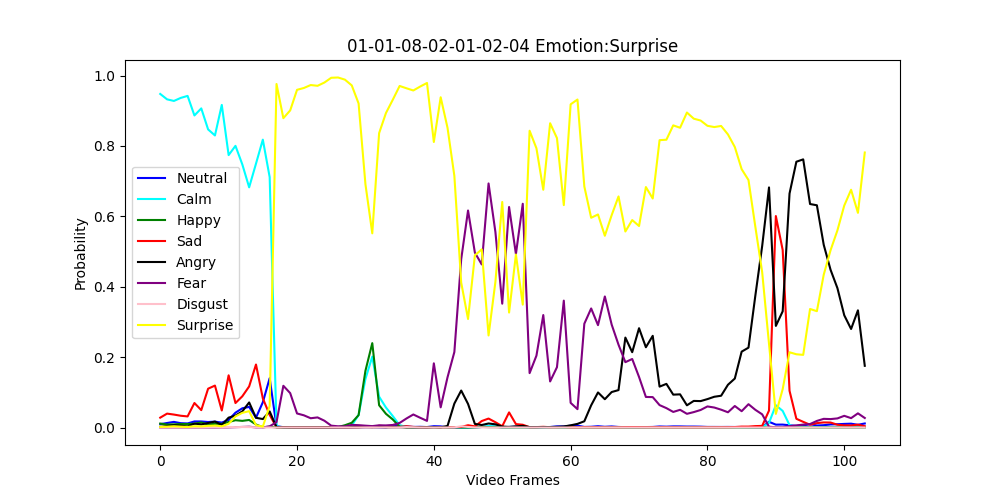 01-01-08-02-01-02-04 Emotion:Surprise
1.0
0.8
0.6
0.4
0.2
0.0
Probability
Neutral
Calm
Happy
Sad
Angry
Fear
Disgust
Surprise
0 20 40 60 80 100
Video Frames